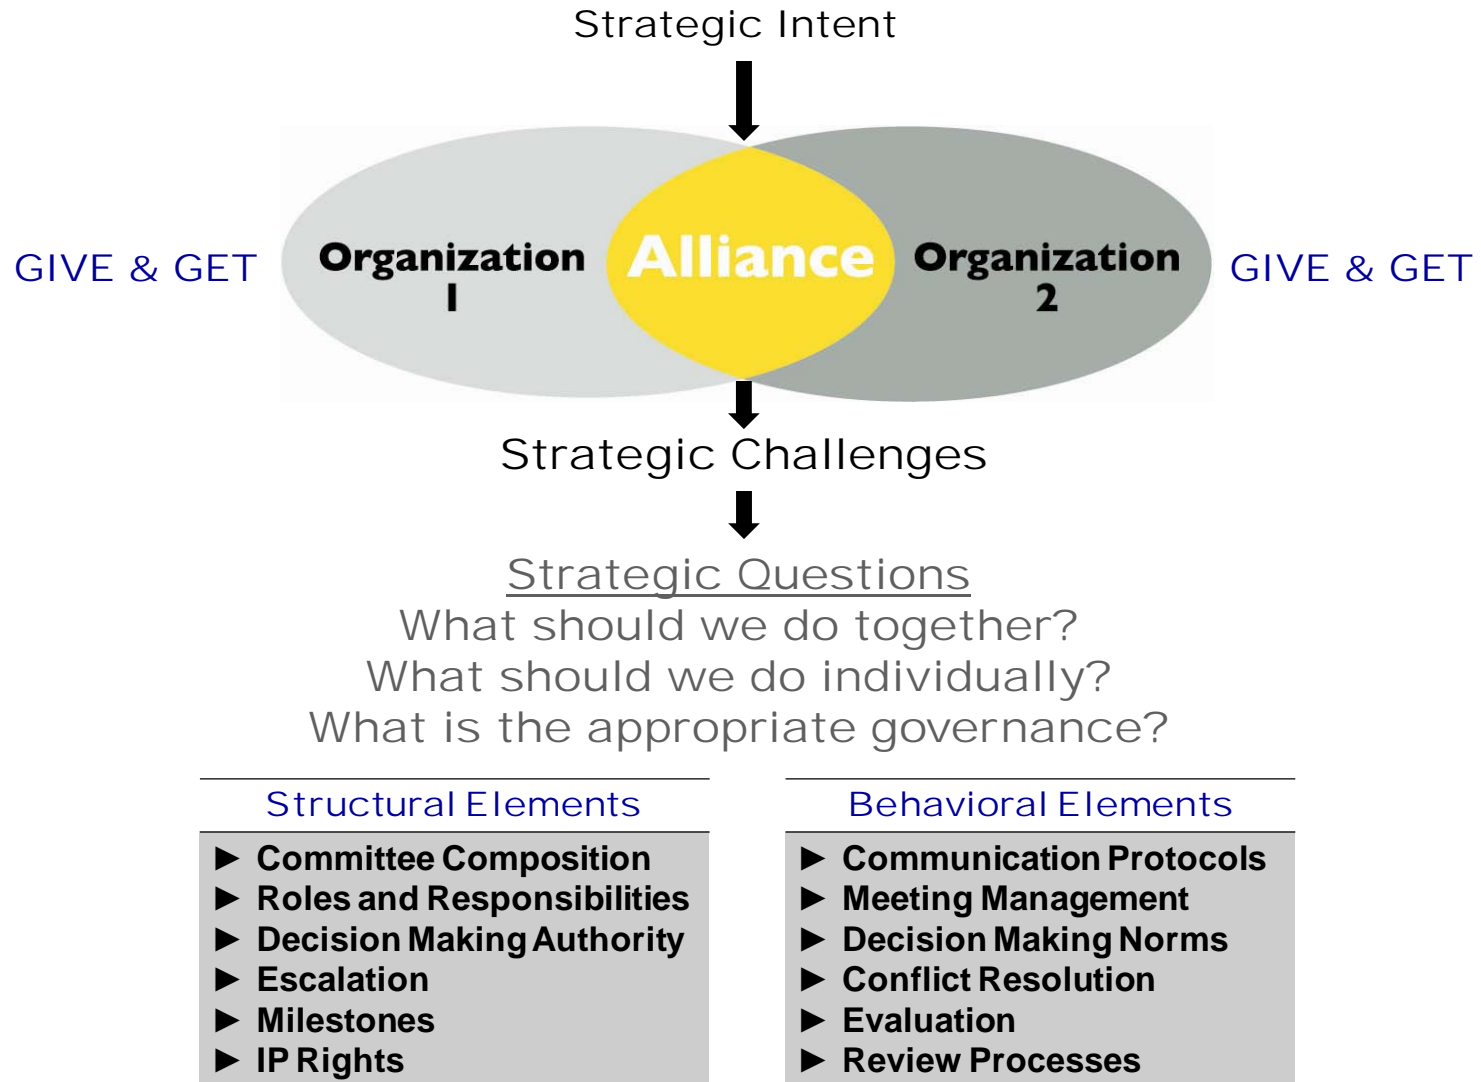 Strategic Intent
GIVE & GET
Organization
1
Alliance
Organization
2
GIVE & GET
Strategic Challenges
Strategic Questions
What should we do together?
What should we do individually?
What is the appropriate governance?
Structural Elements
► Committee Composition
► Roles and Responsibilities
► Decision Making Authority
► Escalation
► Milestones
► IP Rights
Behavioral Elements
► Communication Protocols
► Meeting Management
► Decision Making Norms
► Conflict Resolution
► Evaluation
► Review Processes